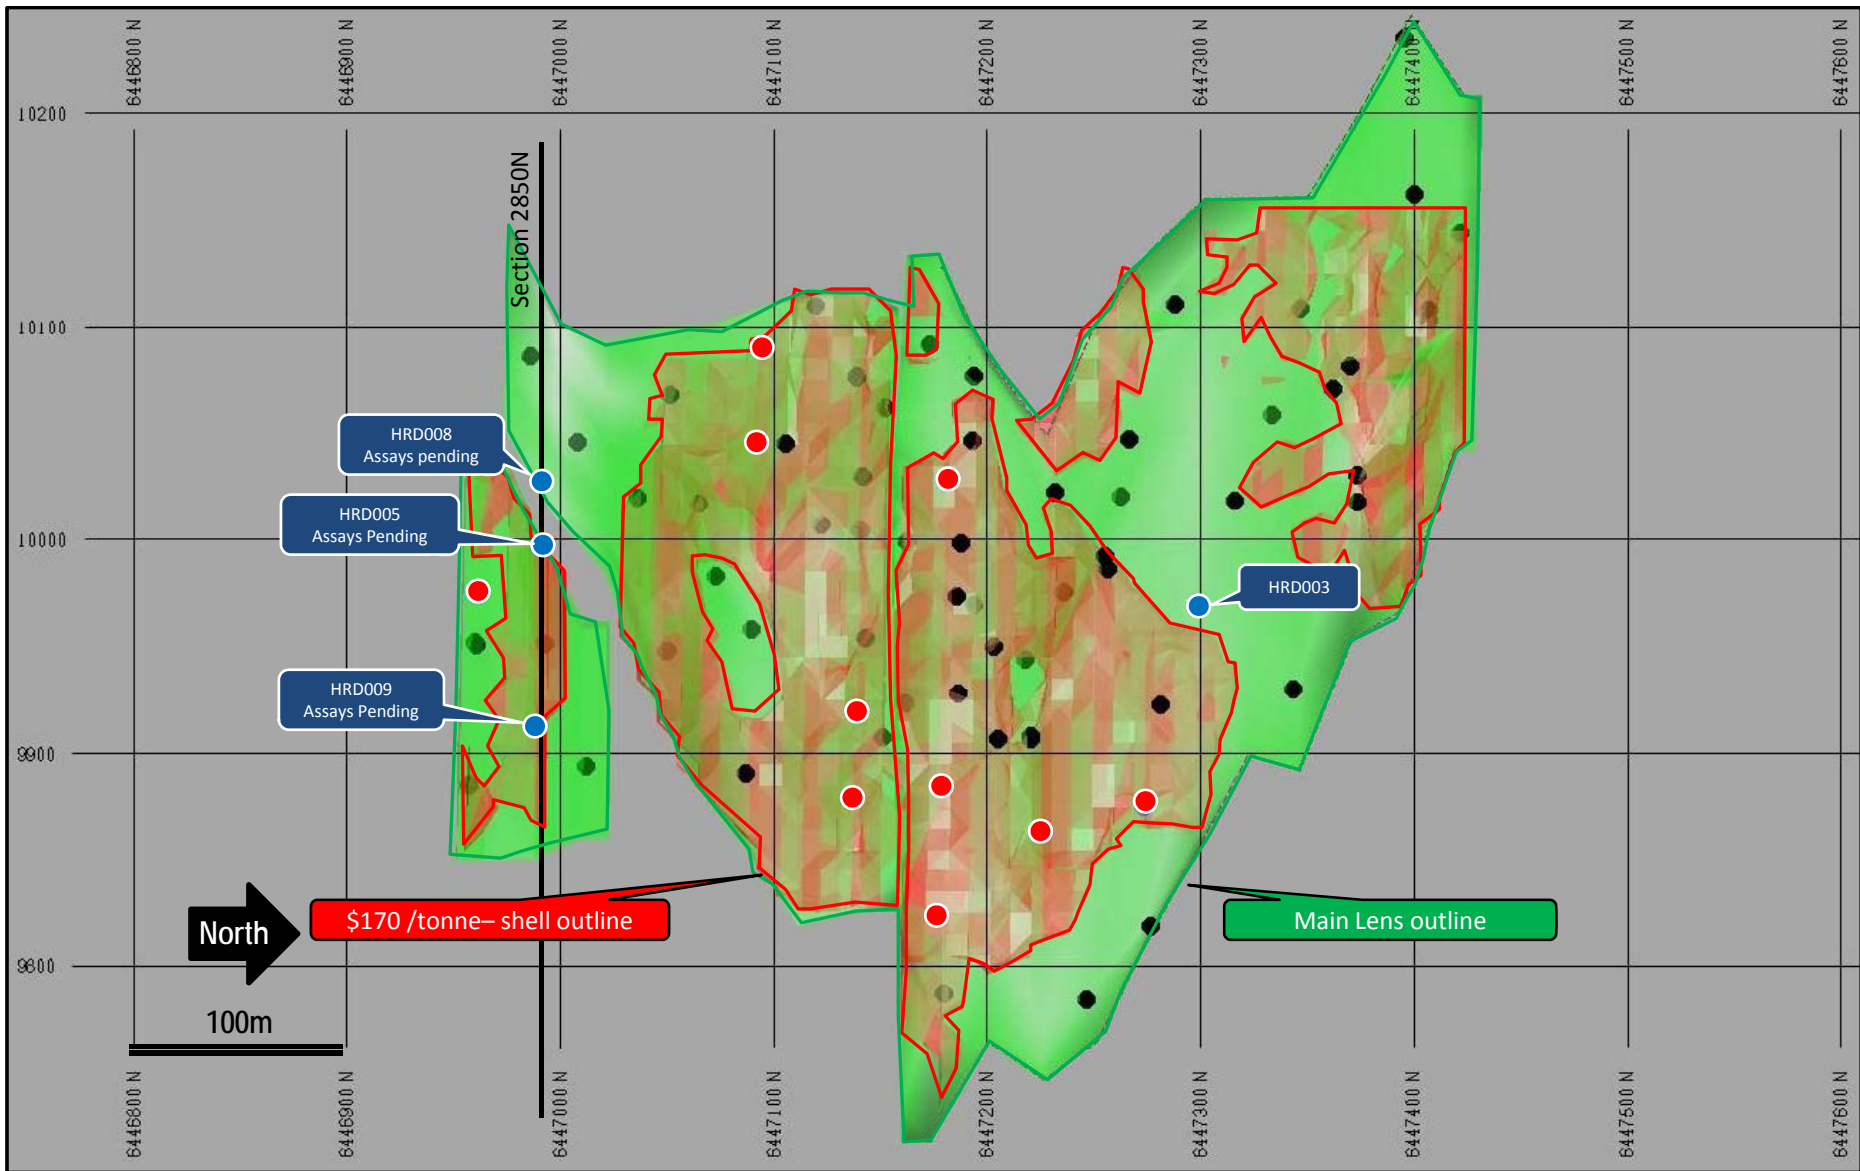 6446800 N
6446900 N
6447000 N
6447100 N
6447200 N
6447300 N
6447400 N
6447500 N
6447600 N
10200
Section 2850N
10100
HRD008
Assays pending
HRD005
Assays Pending
10000
HRD003
HRD009
Assays Pending
9900
North
$170 /tonne– shell outline
Main Lens outline
9800
100m
6446800 N
6446900 N
6447000 N
6447100 N
6447200 N
6447300 N
6447400 N
6447500 N
6447600 N